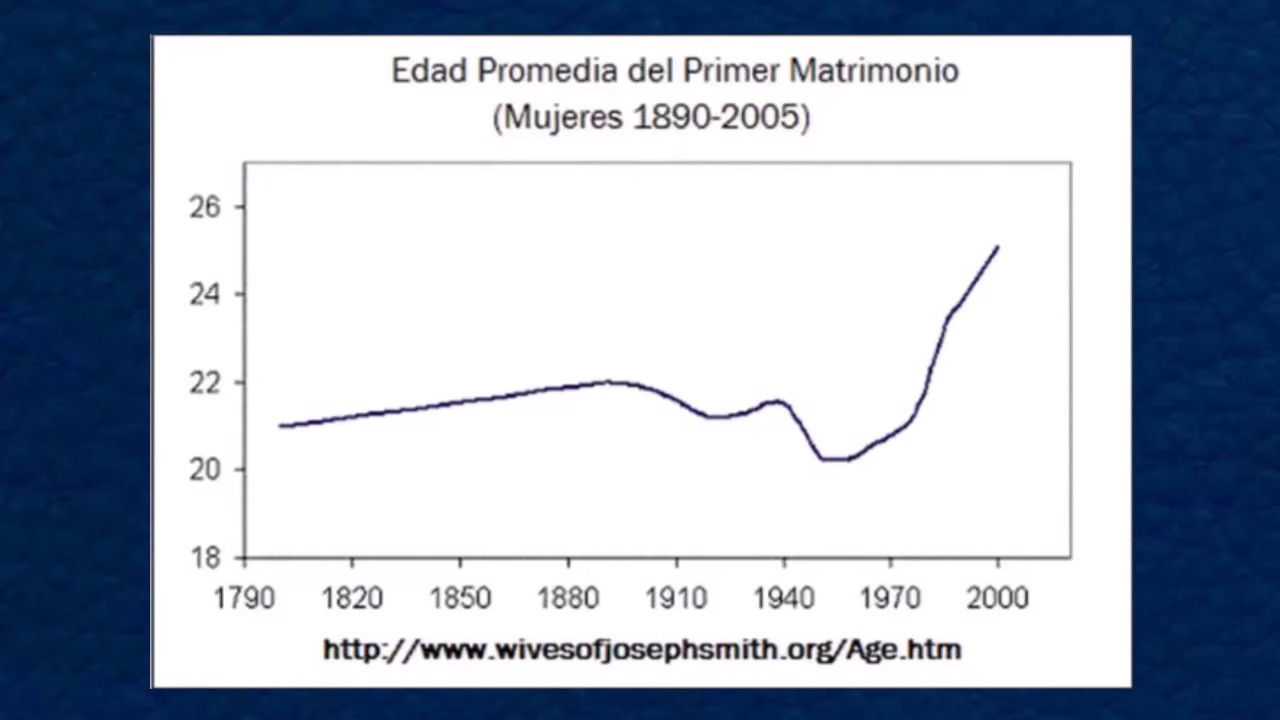 Edad Promedia del Primer Matrimonio
(Mujeres 1890-2005)
26
24
22
20
18
1790 1820 1850 1880 1910 1940 1970 2000
http://www.wivesofjosephsmith.org/Age.htm